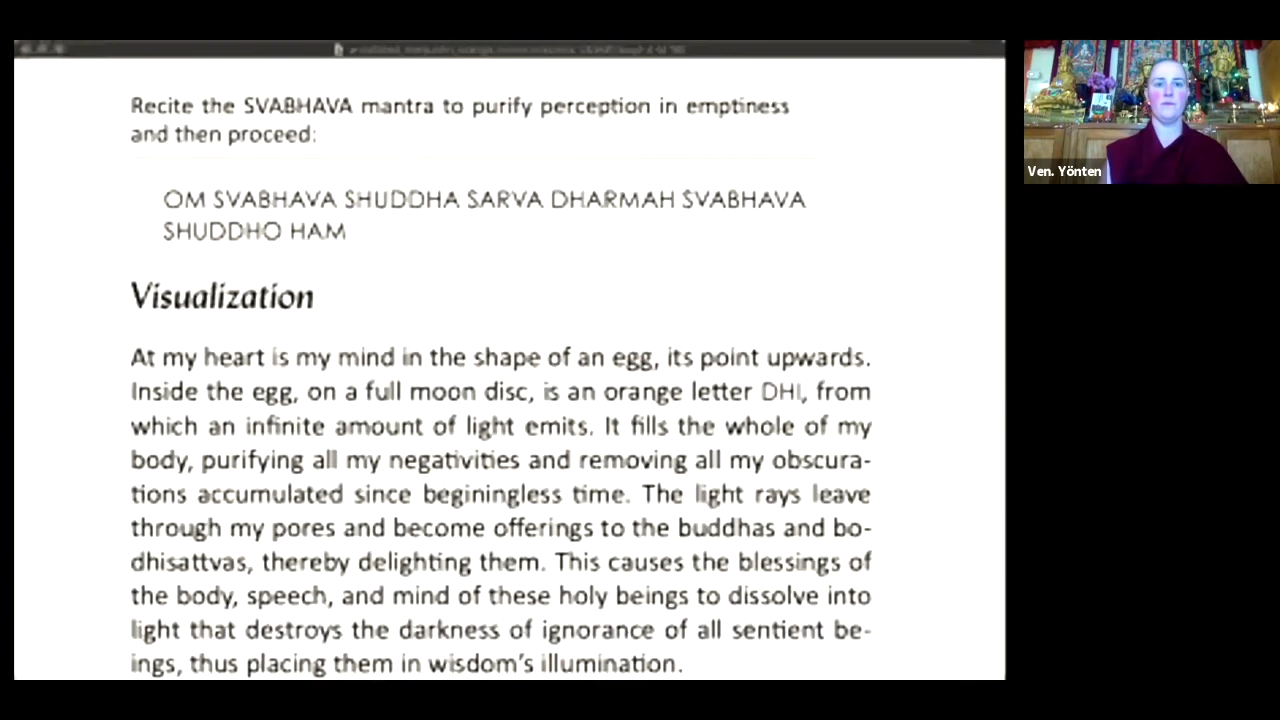 Recite the SVABHAVA mantra to purify perception in emptiness
and then proceed:
OM SVABHAVA SHUDDHA SARVA DHARMAH SVABHAVA
SHUDDHO HAM
Visualization
At my heart is my mind in the shape of an egg, its point upwards.
Inside the egg, on a full moon disc, is an orange letter DHI, from
which an infinite amount of light emits. It fills the whole of my
body, purifying all my negativities and removing all my obscura-
tions accumulated since beginingless time. The light rays leave
through my pores and become offerings to the buddhas and bo-
dhisattvas, thereby delighting them. This causes the blessings of
the body, speech, and mind of these holy beings to dissolve into
light that destroys the darkness of ignorance of all sentient be-
ings, thus placing them in wisdom's illumination.
Ven. Yönten